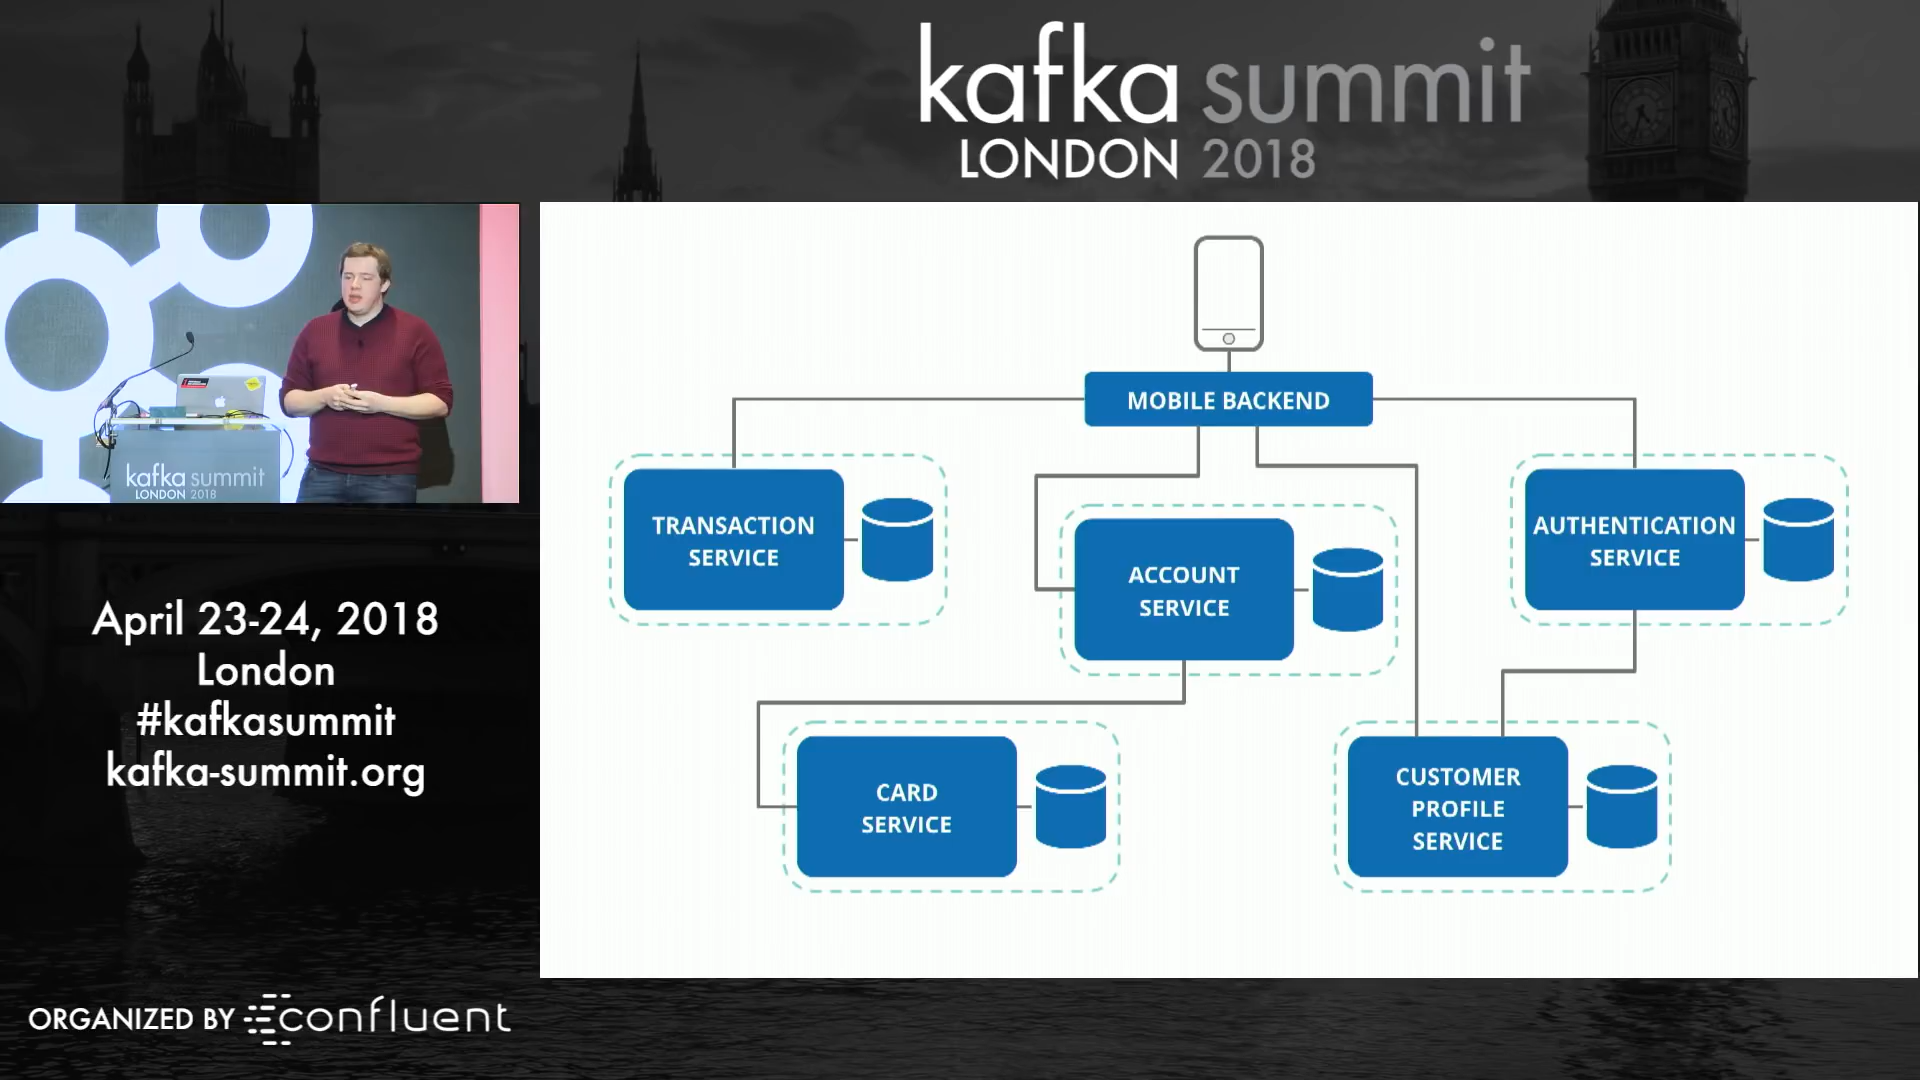 kafka summit
LONDON 2018
kafka summit
LONDON 2018
April 23-24, 2018
London
#kafkasummit
kafka-summit.org
ORGANIZED BY confluent
MOBILE BACKEND
TRANSACTION
SERVICE
ACCOUNT
SERVICE
AUTHENTICATION
SERVICE
CARD
SERVICE
CUSTOMER
PROFILE
SERVICE